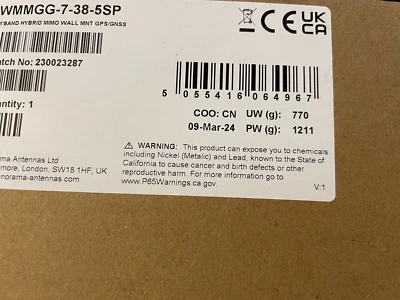 WMMGG-7-38-5SP
BAND HYBRID MIMO WALL MNT GPS/GNSS
UK
CA
tch No: 230023287
5 055416 064967
antity: 1
COO: CN UW (g): 770
09-Mar-24 PW (g): 1211
WARNING: This product can expose you to chemicals
including Nickel (Metalic) and Lead, known to the State of
California to cause cancer and birth defects or other
reproductive harm. For more information go to
www.P65Warnings.ca.gov
rama Antennas Ltd
more, London, SW18 1HF, UK
norama-antennas.com
V:1